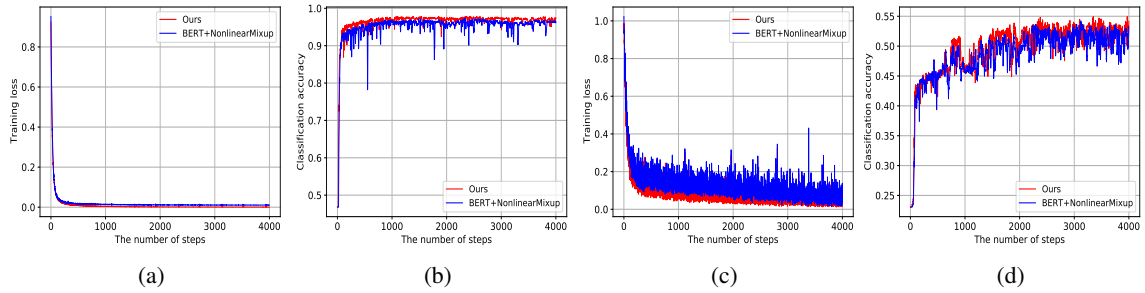 Training loss
0.8
0.6
0.4
0.2
0.0
0
1000
2000
3000
4000
The number of steps
Ours
BERT+NonlinearMixup
(a)
Classification accuracy
1.0
0.9
0.8
0.7
0.6
0.5
0
1000
2000
3000
4000
The number of steps
Ours
BERT+NonlinearMixup
(b)
Training loss
1.0
0.8
0.6
0.4
0.2
0.0
0
1000
2000
3000
4000
The number of steps
Ours
BERT+NonlinearMixup
(c)
Classification accuracy
0.55
0.50
0.45
0.40
0.35
0.30
0.25
0
1000
2000
3000
4000
The number of steps
Ours
BERT+NonlinearMixup
(d)